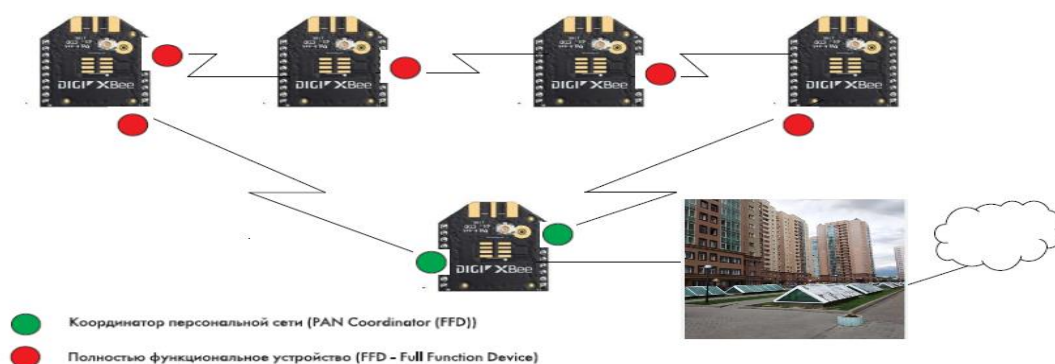 DIGI XBee
DIGI XBee
DIGI XBee
DIGI XBee
DIGI XBee
Координатор персональной сети (PAN Coordinator (FFD))
Полностью функциональное устройство (FFD - Full Function Device)